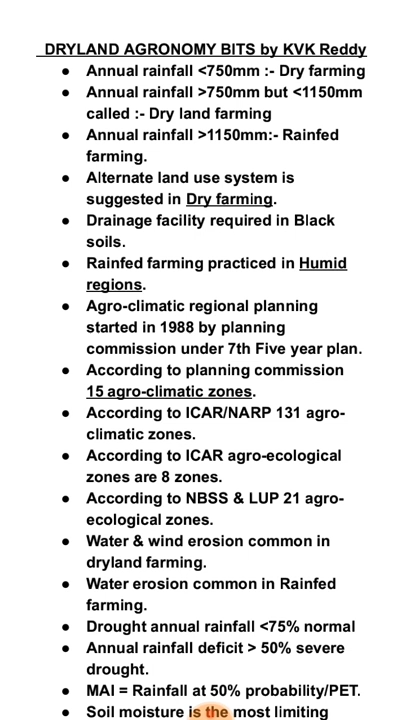 DRYLAND AGRONOMY BITS by KVK Reddy
● Annual rainfall <750mm :- Dry farming
● Annual rainfall >750mm but <1150mm
called :- Dry land farming
● Annual rainfall >1150mm:- Rainfed
farming.
● Alternate land use system is
suggested in Dry farming.
● Drainage facility required in Black
soils.
● Rainfed farming practiced in Humid
regions.
● Agro-climatic regional planning
started in 1988 by planning
commission under 7th Five year plan.
● According to planning commission
15 agro-climatic zones.
● According to ICAR/NARP 131 agro-
climatic zones.
● According to ICAR agro-ecological
zones are 8 zones.
● According to NBSS & LUP 21 agro-
ecological zones.
● Water & wind erosion common in
dryland farming.
● Water erosion common in Rainfed
farming.
● Drought annual rainfall <75% normal
● Annual rainfall deficit > 50% severe
drought.
● MAI = Rainfall at 50% probability/PET.
● Soil moisture is the most limiting